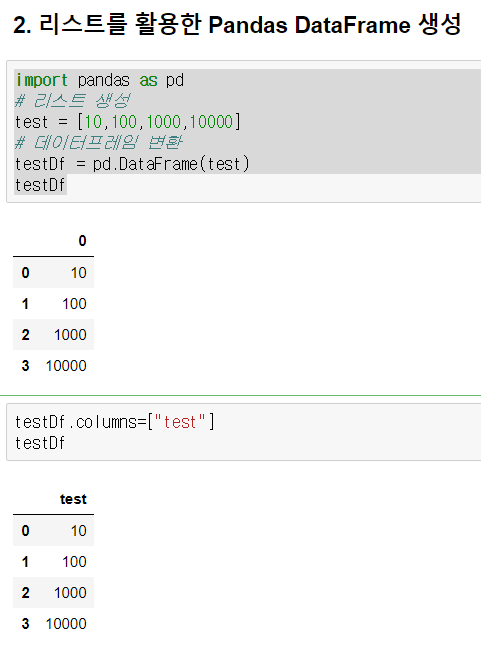 2. 리스트를 활용한 Pandas DataFrame 생성
import pandas as pd
# 리스트 생성
test = [10,100,1000,10000]
# 데이터프레임 변환
testDf = pd.DataFrame(test)
testDf
0
0 10
1 100
2 1000
3 10000
testDf.columns=["test"]
testDf
test
0 10
1 100
2 1000
3 10000